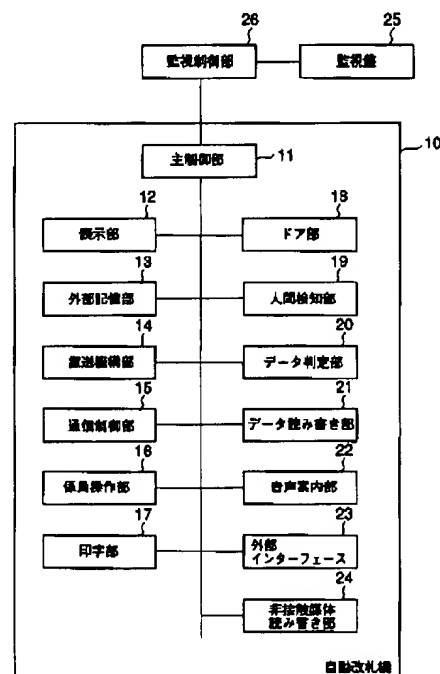 26
25
監視制御部
監視盤
10
主制御部
11
12
18
表示部
ドア部
13
19
外部記憶部
人間検知部
14
20
搬送機構部
データ判定部
15
21
通信制御部
データ読み書き部
16
22
係員操作部
音声案内部
17
23
印字部
外部
インターフェース
24
非接触媒体
読み書き部
自動改札機